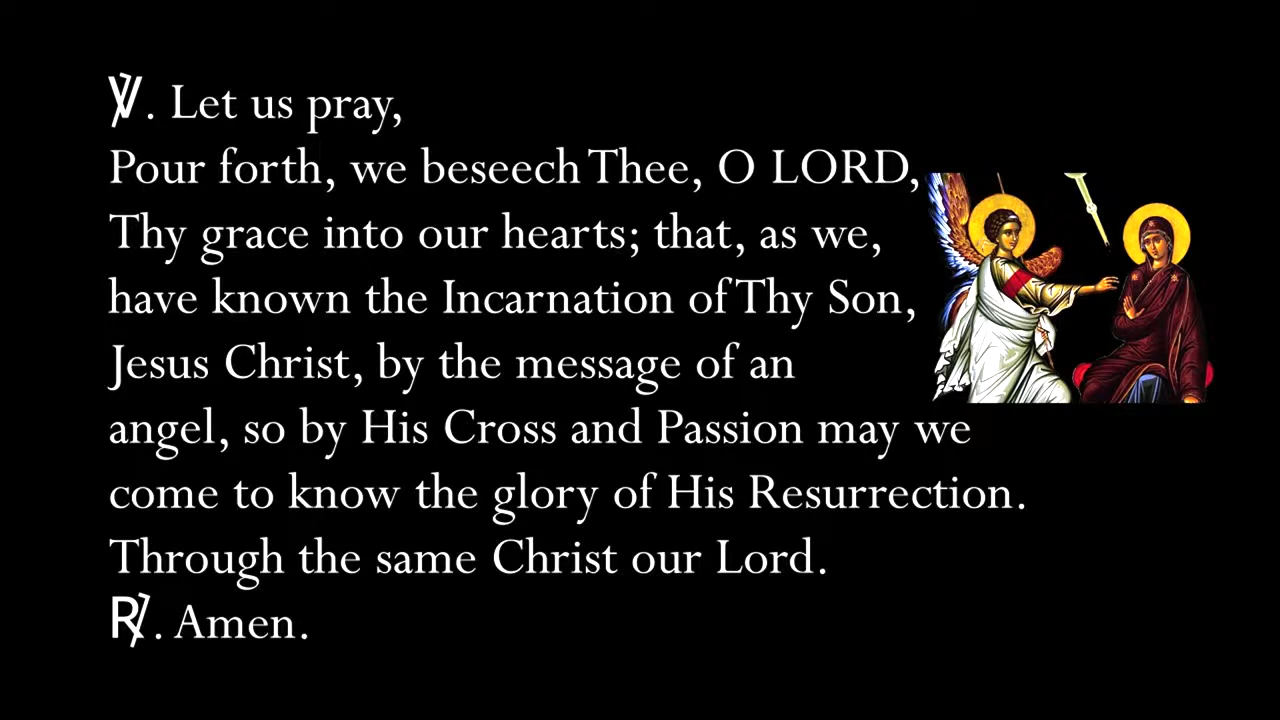 ℣. Let us pray,
Pour forth, we beseech Thee, O LORD,
Thy grace into our hearts; that, as we,
have known the Incarnation of Thy Son,
Jesus Christ, by the message of an
angel, so by His Cross and Passion may we
come to know the glory of His Resurrection.
Through the same Christ our Lord.
℟. Amen.